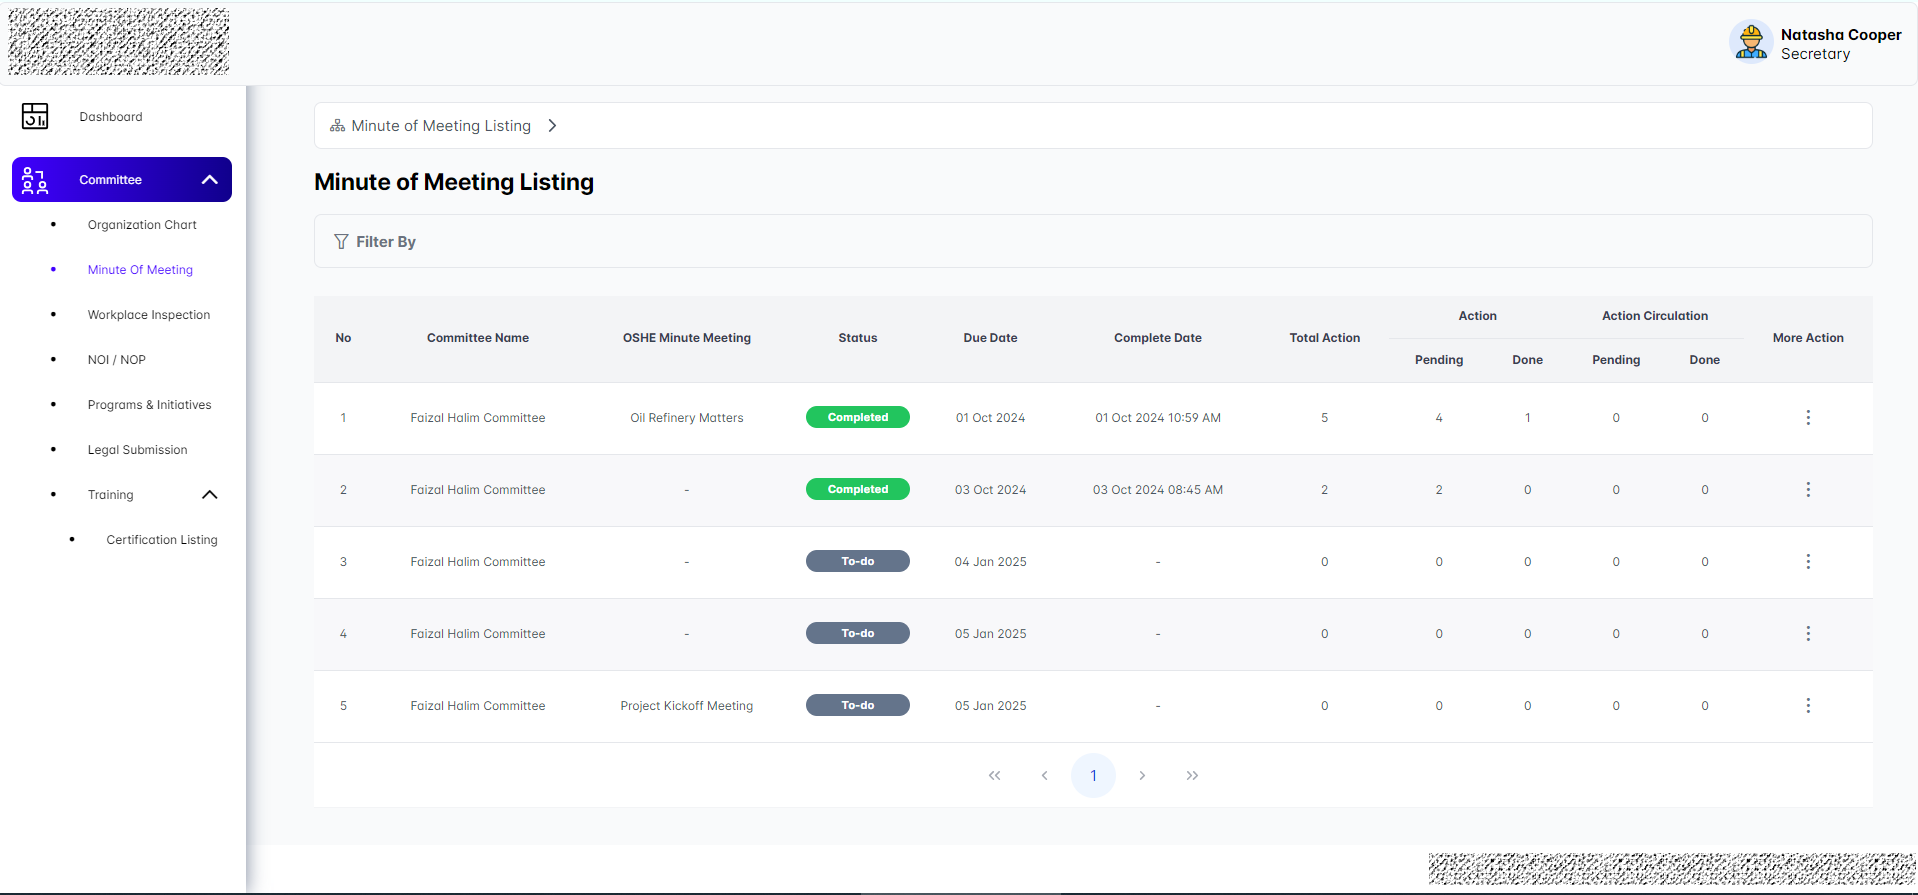 Natasha Cooper
Secretary
Dashboard
Committee
Organization Chart
Minute Of Meeting
Workplace Inspection
NOI / NOP
Programs & Initiatives
Legal Submission
Training
Certification Listing
Minute of Meeting Listing
Minute of Meeting Listing
Filter By
No Committee Name OSHE Minute Meeting Status Due Date Complete Date Total Action Action Action Circulation More Action
Pending Done Pending Done
1 Faizal Halim Committee Oil Refinery Matters Completed 01 Oct 2024 01 Oct 2024 10:59 AM 5 4 1 0 0
2 Faizal Halim Committee - Completed 03 Oct 2024 03 Oct 2024 08:45 AM 2 2 0 0 0
3 Faizal Halim Committee - To-do 04 Jan 2025 - 0 0 0 0 0
4 Faizal Halim Committee - To-do 05 Jan 2025 - 0 0 0 0 0
5 Faizal Halim Committee Project Kickoff Meeting To-do 05 Jan 2025 - 0 0 0 0 0
1